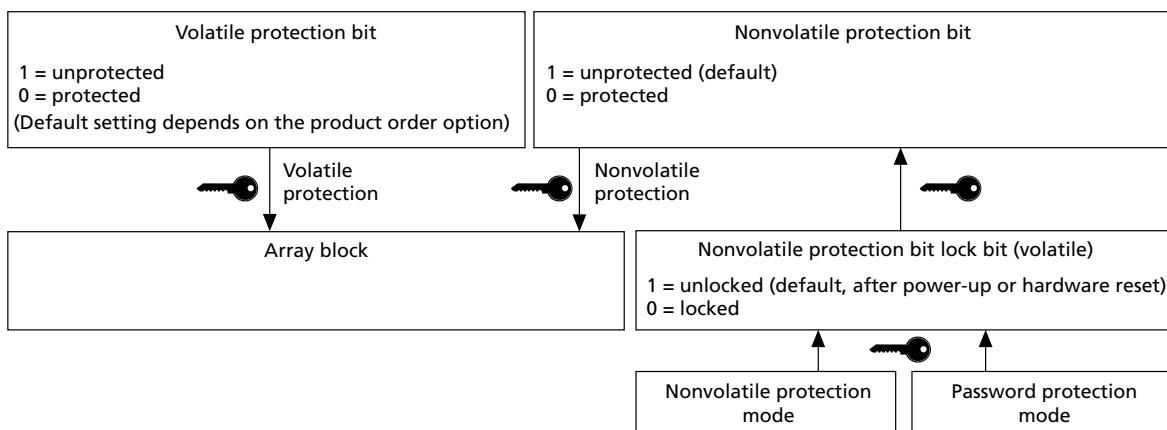 Volatile protection bit
1 = unprotected
0 = protected
(Default setting depends on the product order option)
Nonvolatile protection bit
1 = unprotected (default)
0 = protected
Volatile
protection
Nonvolatile
protection
Array block
Nonvolatile protection bit lock bit (volatile)
1 = unlocked (default, after power-up or hardware reset)
0 = locked
Nonvolatile protection
mode
Password protection
mode